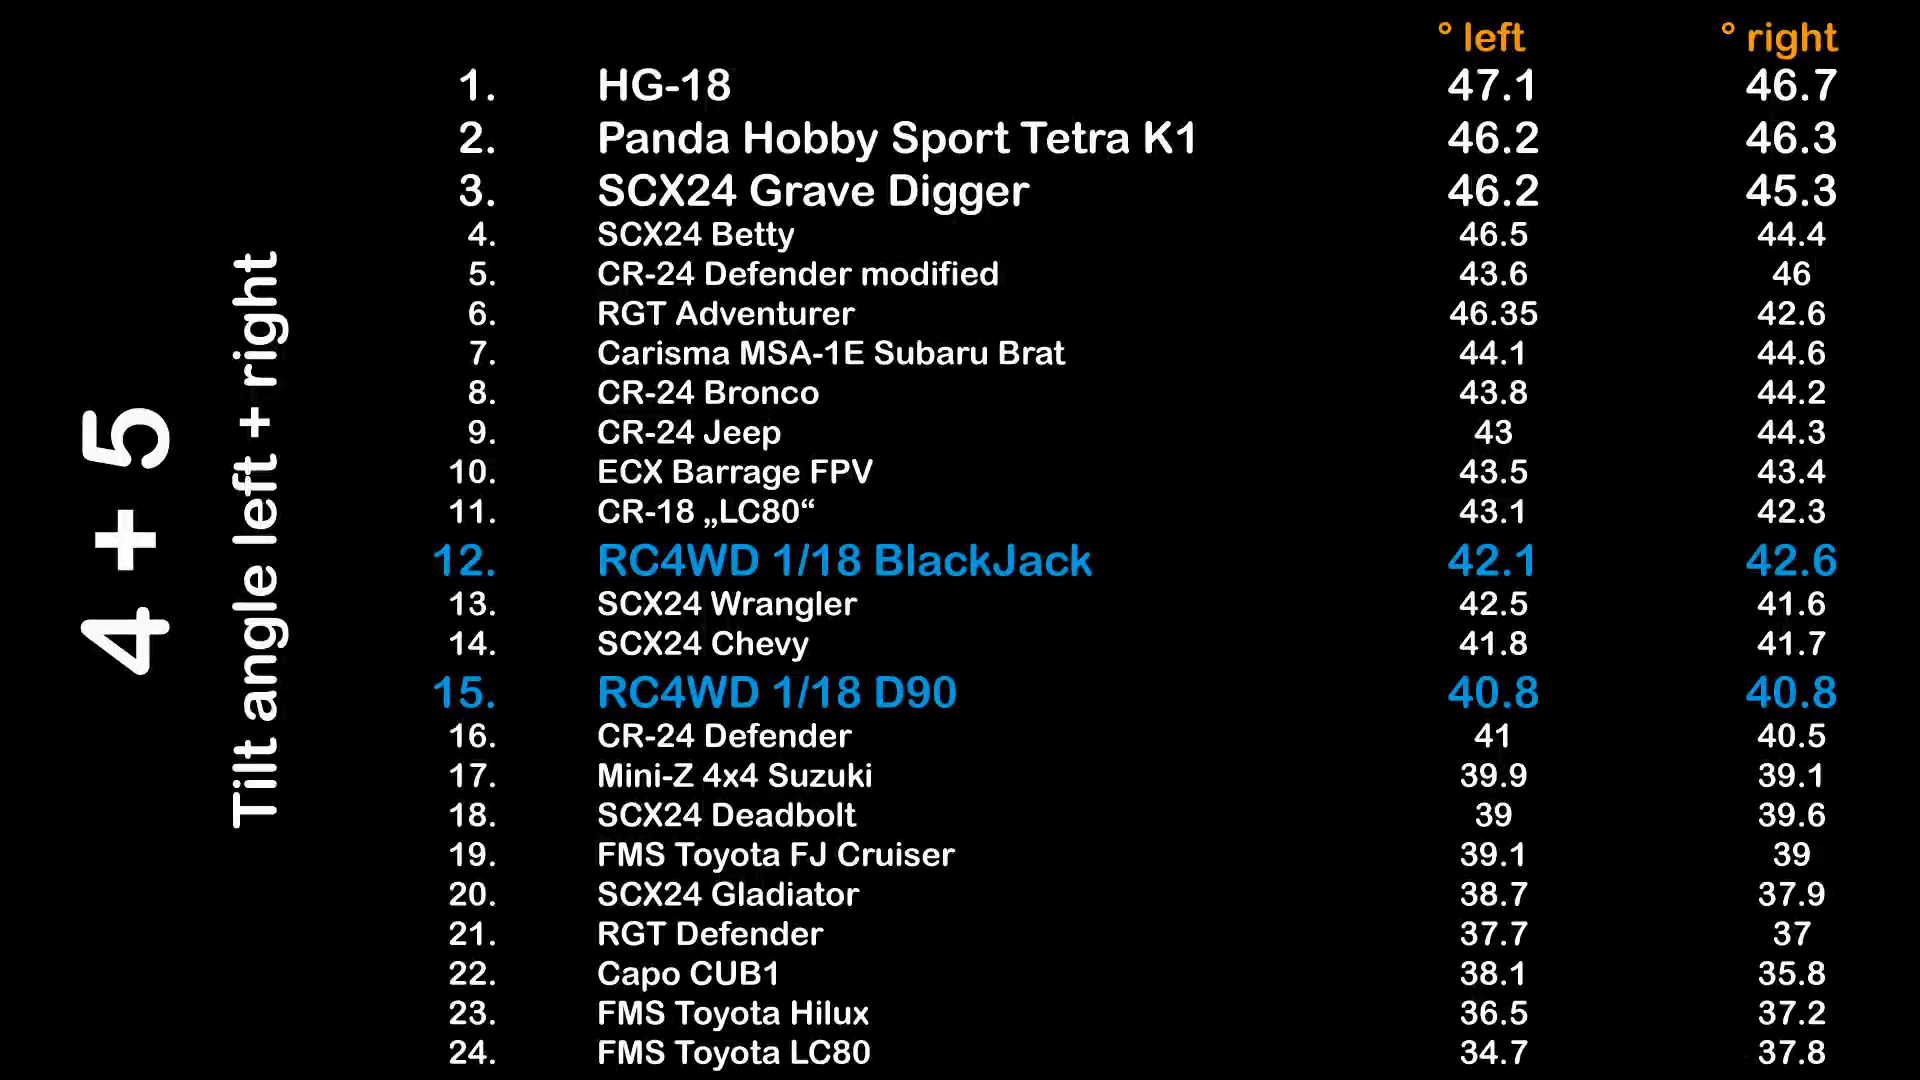 4 + 5
Tilt angle left + right
° left ° right
1. HG-18 47.1 46.7
2. Panda Hobby Sport Tetra K1 46.2 46.3
3. SCX24 Grave Digger 46.2 45.3
4. SCX24 Betty 46.5 44.4
5. CR-24 Defender modified 43.6 46
6. RGT Adventurer 46.35 42.6
7. Carisma MSA-1E Subaru Brat 44.1 44.6
8. CR-24 Bronco 43.8 44.2
9. CR-24 Jeep 43 44.3
10. ECX Barrage FPV 43.5 43.4
11. CR-18 „LC80“ 43.1 42.3
12. RC4WD 1/18 BlackJack 42.1 42.6
13. SCX24 Wrangler 42.5 41.6
14. SCX24 Chevy 41.8 41.7
15. RC4WD 1/18 D90 40.8 40.8
16. CR-24 Defender 41 40.5
17. Mini-Z 4x4 Suzuki 39.9 39.1
18. SCX24 Deadbolt 39 39.6
19. FMS Toyota FJ Cruiser 39.1 39
20. SCX24 Gladiator 38.7 37.9
21. RGT Defender 37.7 37
22. Capo CUB1 38.1 35.8
23. FMS Toyota Hilux 36.5 37.2
24. FMS Toyota LC80 34.7 37.8